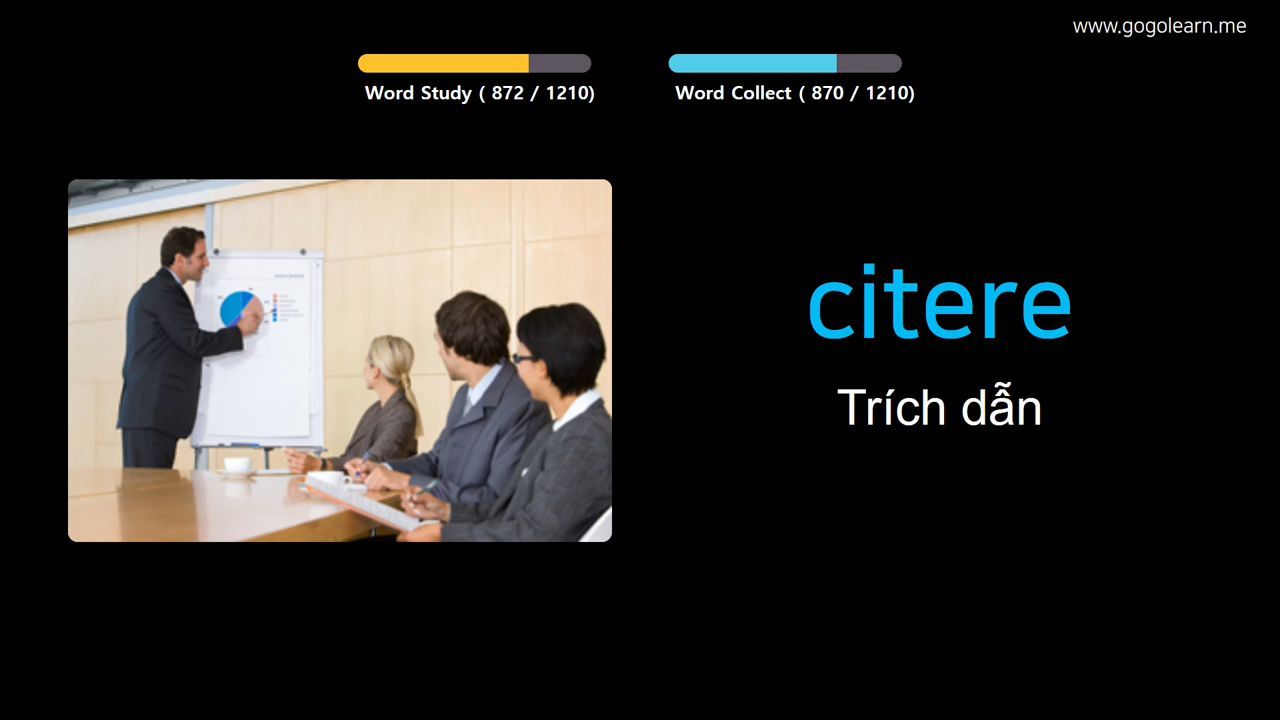 www.gogolearn.me
Word Study ( 872 / 1210)
Word Collect ( 870 / 1210)
citere
Trích dẫn